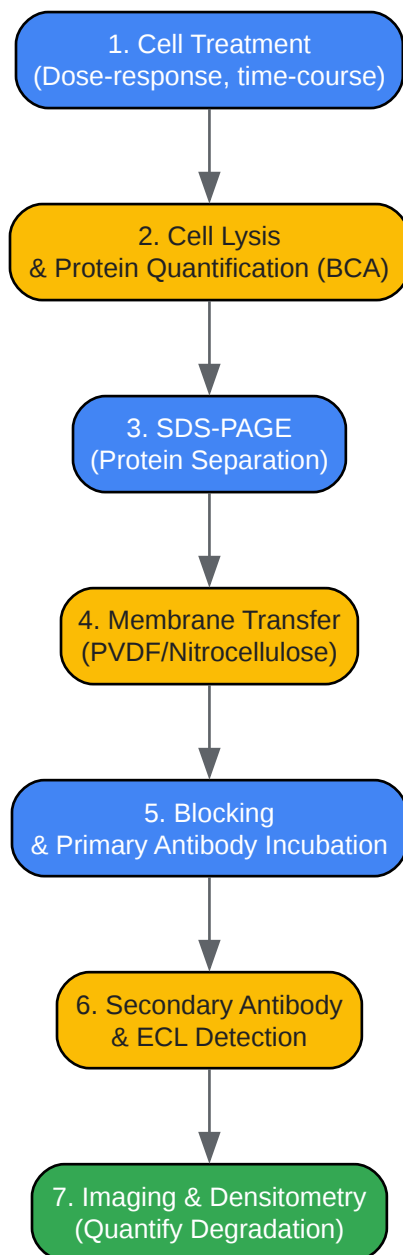 1. Cell Treatment
(Dose-response, time-course)
2. Cell Lysis
& Protein Quantification (BCA)
3. SDS-PAGE
(Protein Separation)
4. Membrane Transfer
(PVDF/Nitrocellulose)
5. Blocking
& Primary Antibody Incubation
6. Secondary Antibody
& ECL Detection
7. Imaging & Densitometry
(Quantify Degradation)